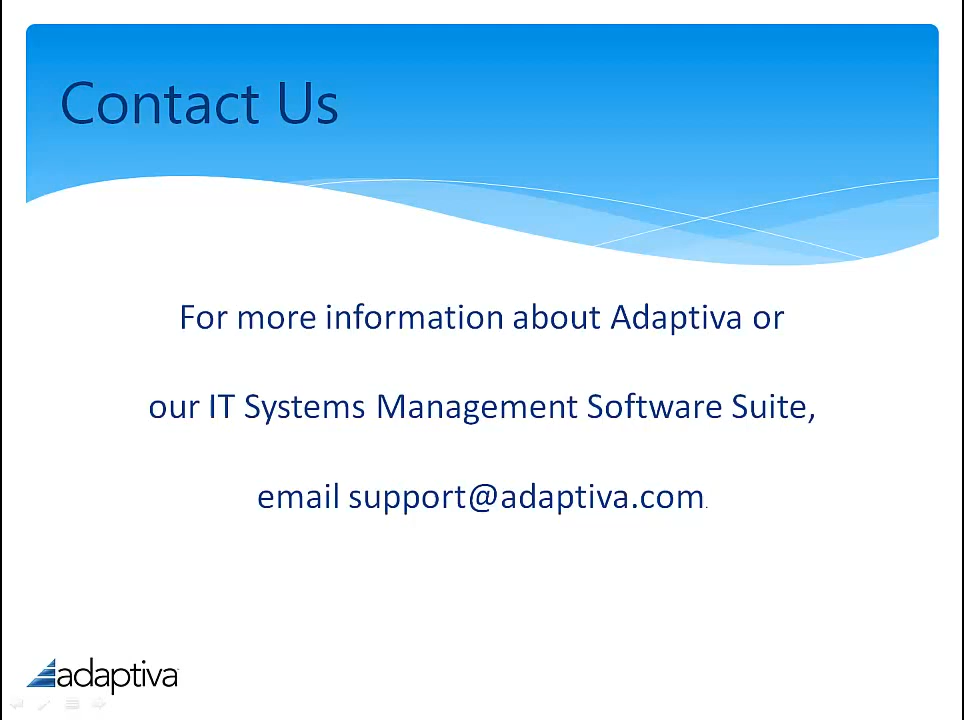 Contact Us
For more information about Adaptiva or
our IT Systems Management Software Suite,
email support@adaptiva.com.
adaptiva